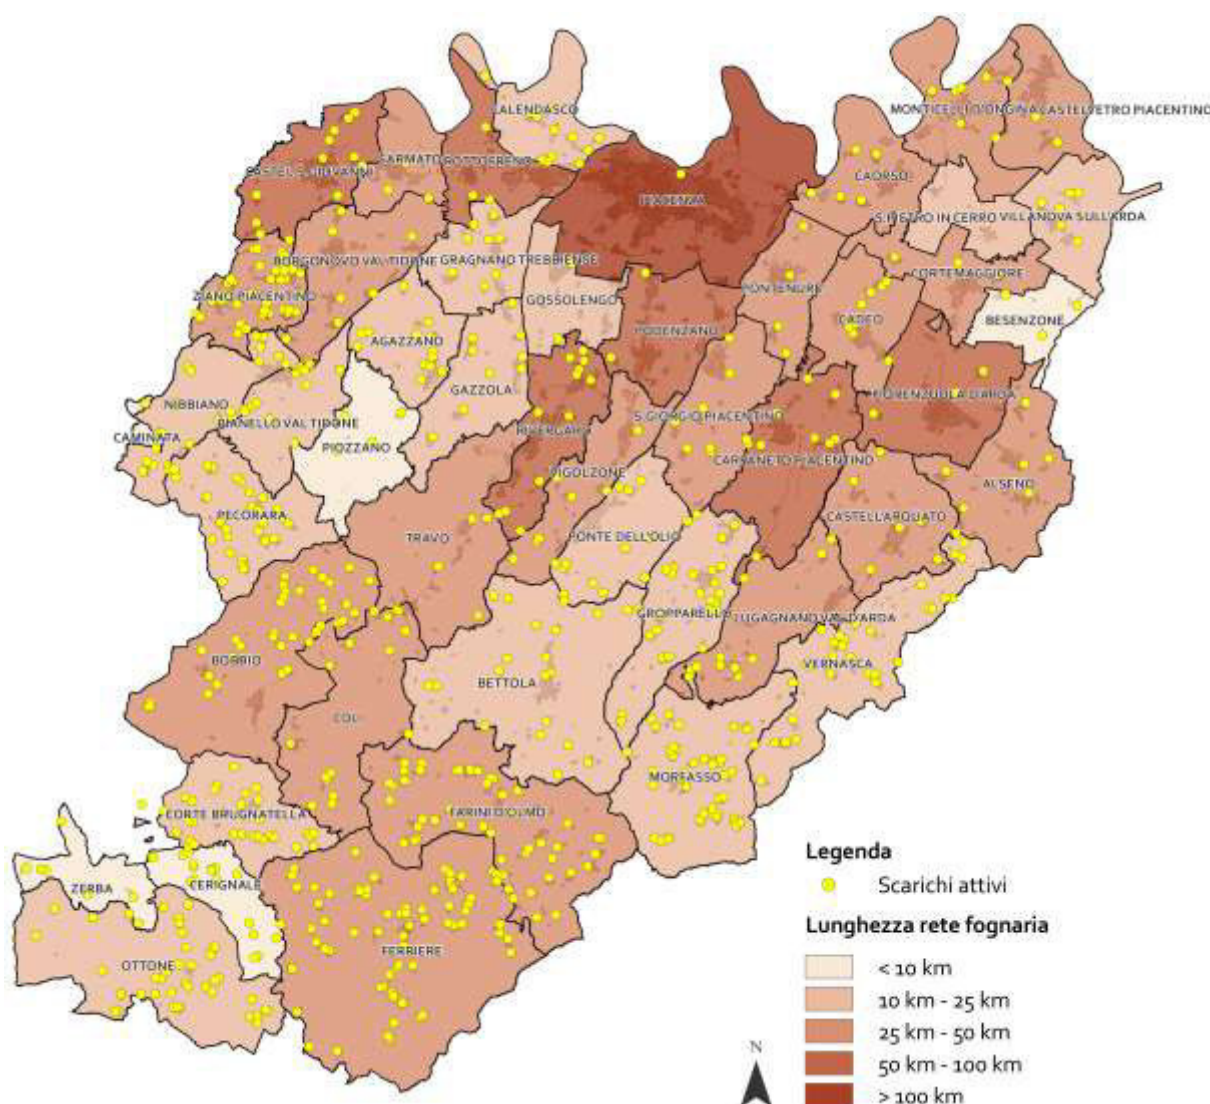 CALENDASCO
MONTICELLI D'ONGINA
CASTELVETRO PIACENTINO
CASTEL S. GIOVANNI
SARMATO
ROTTOFRENO
PIACENZA
CAORSO
S. PIETRO IN CERRO
VILLANOVA SULL'ARDA
BORGONOVO VAL TIDONE
GRAGNANO TREBBIENSE
CORTEMAGGIORE
ZIANO PIACENTINO
GOSSOLENGO
PONTENURE
CADEO
BESENZONE
PODENZANO
AGAZZANO
GAZZOLA
FIORENZUOLA D'ARDA
NIBBIANO
PIANELLO VAL TIDONE
S. GIORGIO PIACENTINO
RIVERGARO
CAMINATA
PIOZZANO
CARPANETO PIACENTINO
VIGOLZONE
ALSENO
PECORARA
CASTELL'ARQUATO
TRAVO
PONTE DELL'OLIO
GROPPARELLO
LUGAGNANO VAL D'ARDA
BOBBIO
VERNASCA
BETTOLA
COLI
MORFASSO
CORTE BRUGNATELLA
FARINI D'OLMO
ZERBA
CERIGNALE
FERRIERE
OTTONE
N
Legenda
Scarichi attivi
Lunghezza rete fognaria
< 10 km
10 km - 25 km
25 km - 50 km
50 km - 100 km
> 100 km